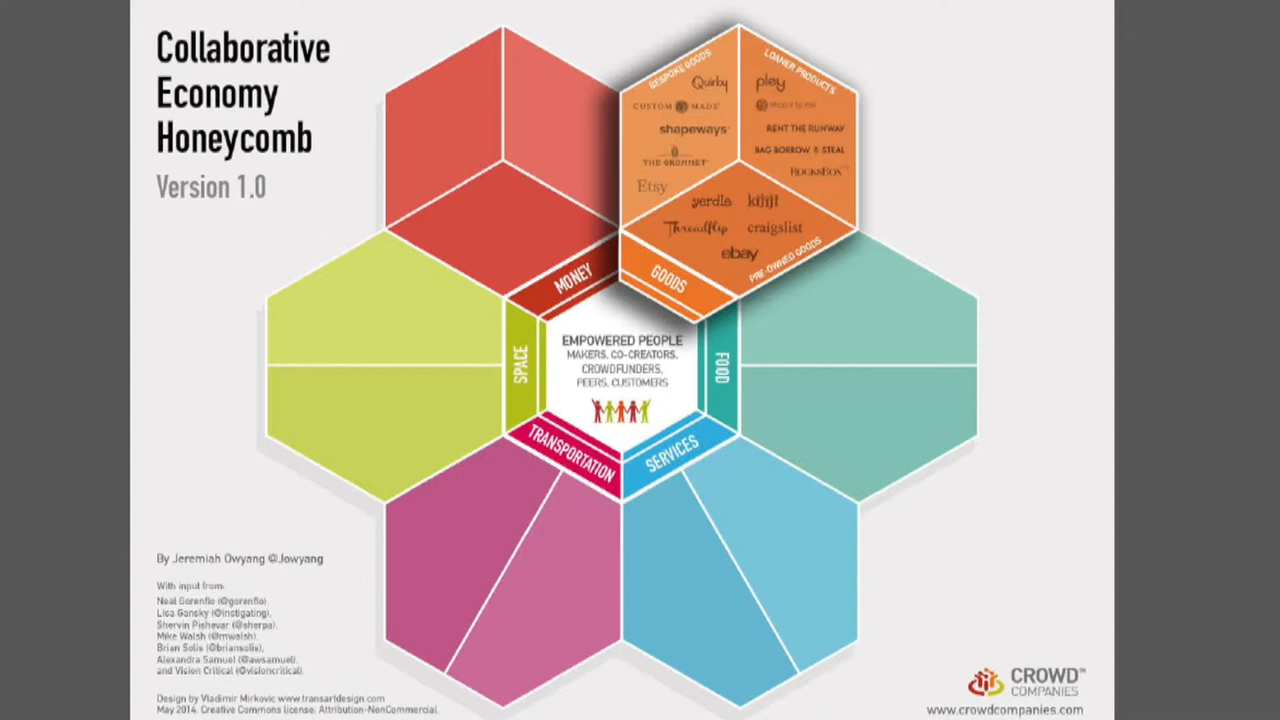 Collaborative
Economy
Honeycomb
Version 1.0
BESPOKE GOODS
Quirky
CUSTOM MADE
shapeways
THE GROMMET
Etsy
LOANER PRODUCTS
pley
RENT THE RUNWAY
BAG BORROW & STEAL
ROCKSBOX
yerdle kijiji
Threadflip craigslist
ebay
PRE-OWNED GOODS
MONEY
GOODS
SPACE
FOOD
TRANSPORTATION
SERVICES
EMPOWERED PEOPLE
MAKERS, CO-CREATORS,
CROWDFUNDERS,
PEERS, CUSTOMERS
By Jeremiah Owyang @Jowyang
With input from:
Neal Gorenflo (@gorenflo),
Lisa Gansky (@instigating),
Shervin Pishevar (@sherpa),
Mike Walsh (@mwalsh),
Brian Solis (@briansolis),
Alexandra Samuel (@awsamuel),
and Vision Critical (@visioncritical).
Design by Vladimir Mirkovic www.transartdesign.com
May 2014. Creative Commons license: Attribution-NonCommercial.
CROWD™
COMPANIES
www.crowdcompanies.com